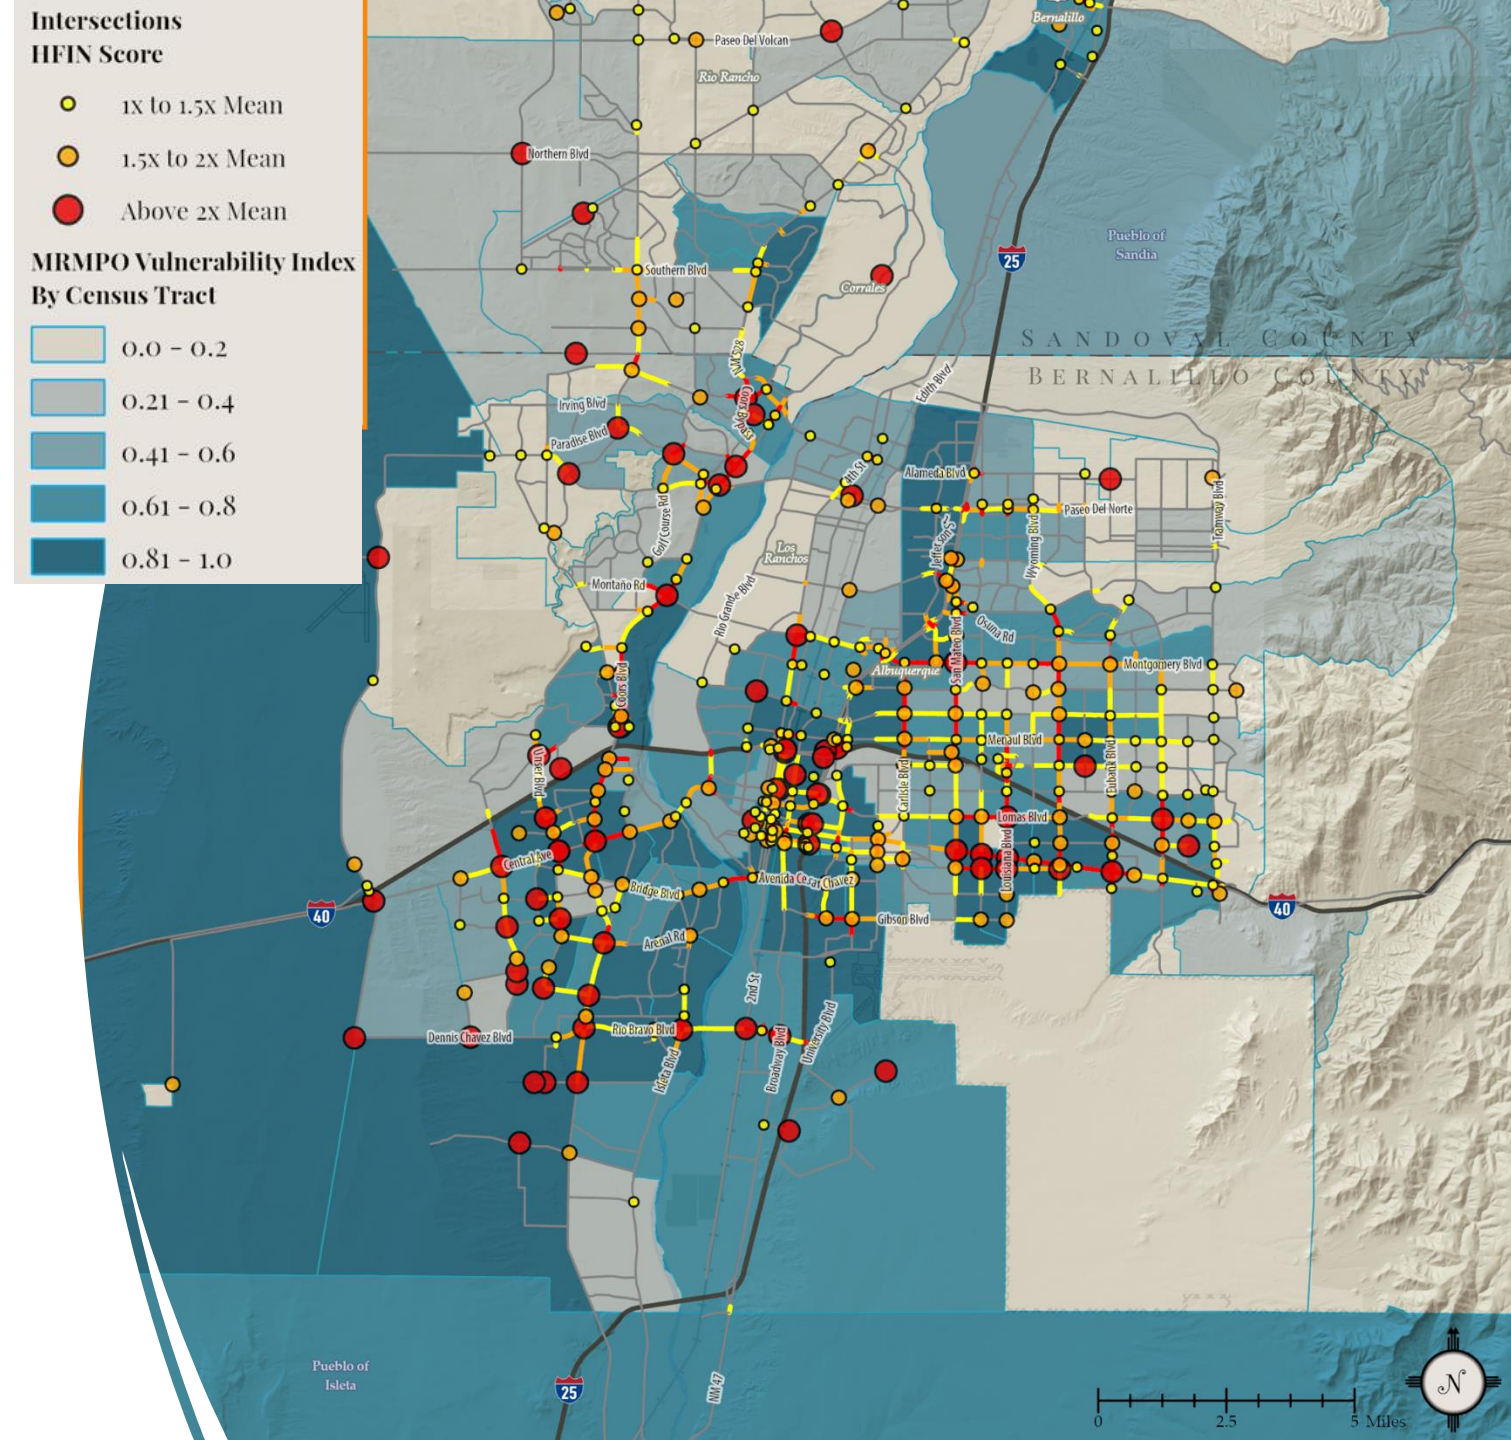 Intersections
HFIN Score
1x to 1.5x Mean
1.5x to 2x Mean
Above 2x Mean
MRMPO Vulnerability Index
By Census Tract
0.0 - 0.2
0.21 - 0.4
0.41 - 0.6
0.61 - 0.8
0.81 - 1.0
Bernalillo
Paseo Del Volcan
Rio Rancho
Northern Blvd
Pueblo of
Sandia
25
Southern Blvd
Corrales
SANDOVAL COUNTY
BERNALILLO COUNTY
NM 528
Edith Blvd
Irving Blvd
Coors Bypass
Paradise Blvd
4th St
Alameda Blvd
Golf Course Rd
Paseo Del Norte
Tramway Blvd
Jefferson S
Wyoming Blvd
Los
Ranchos
Montaño Rd
Rio Grande Blvd
Osuna Rd
San Mateo Blvd
Montgomery Blvd
Albuquerque
Coors Blvd
Menaul Blvd
Unser Blvd
Carlisle Blvd
Eubank Blvd
Lomas Blvd
Central Ave
Louisiana Blvd
Bridge Blvd
Avenida Cesar Chavez
40
40
Gibson Blvd
Arenal Rd
2nd St
Dennis Chavez Blvd
Rio Bravo Blvd
University Blvd
Isleta Blvd
Broadway Blvd
Pueblo of
Isleta
25
NM 47
N
0 2.5 5 Miles